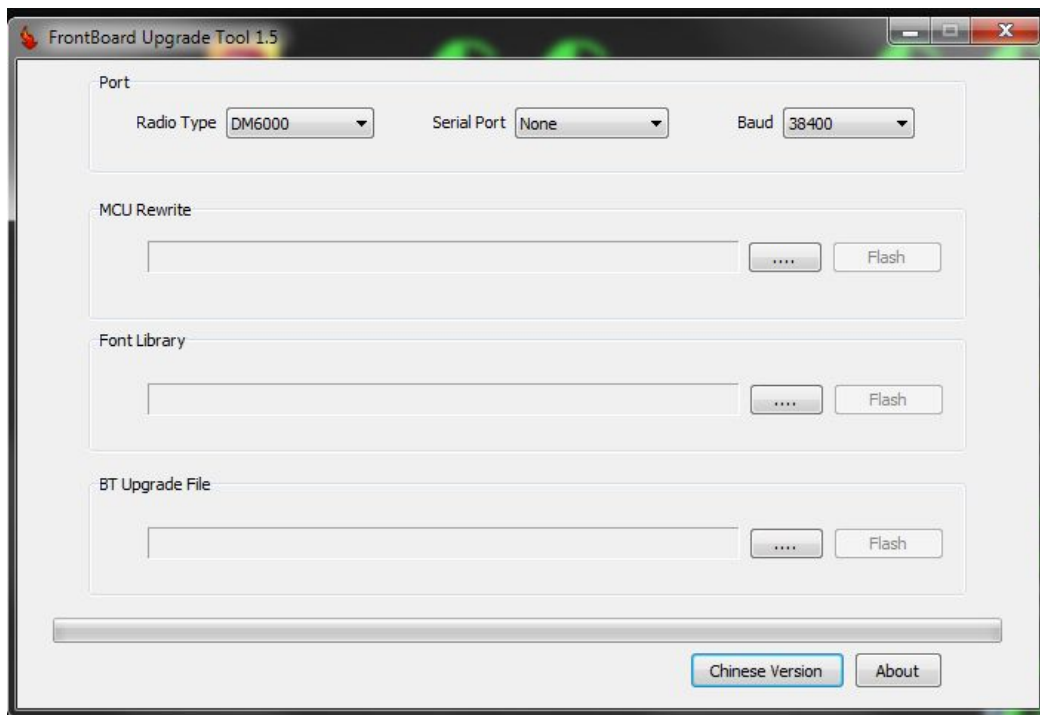 FrontBoard Upgrade Tool 1.5
Port
Radio Type DM6000 Serial Port None Baud 38400
MCU Rewrite
.... Flash
Font Library
.... Flash
BT Upgrade File
.... Flash
Chinese Version About